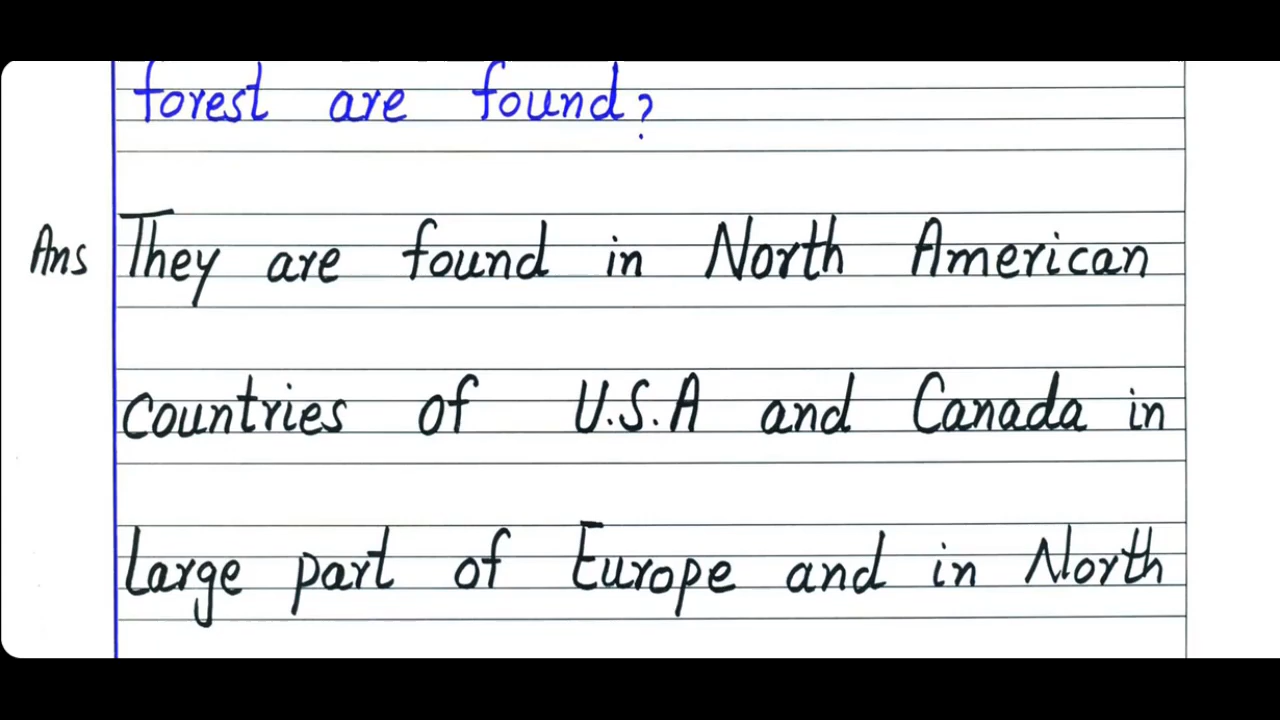 forest are found?
Ans They are found in North American
countries of U.S.A and Canada in
large part of Europe and in North